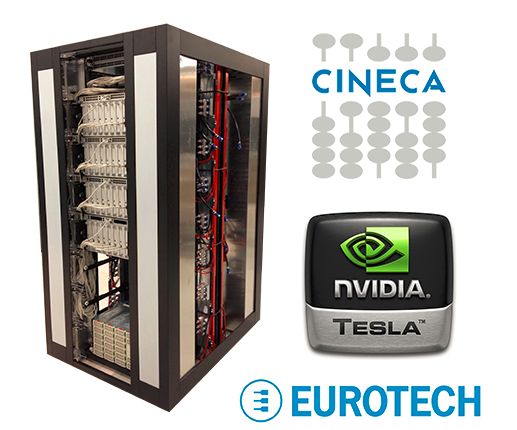 CINECA
NVIDIA.
TESLA™
EUROTECH